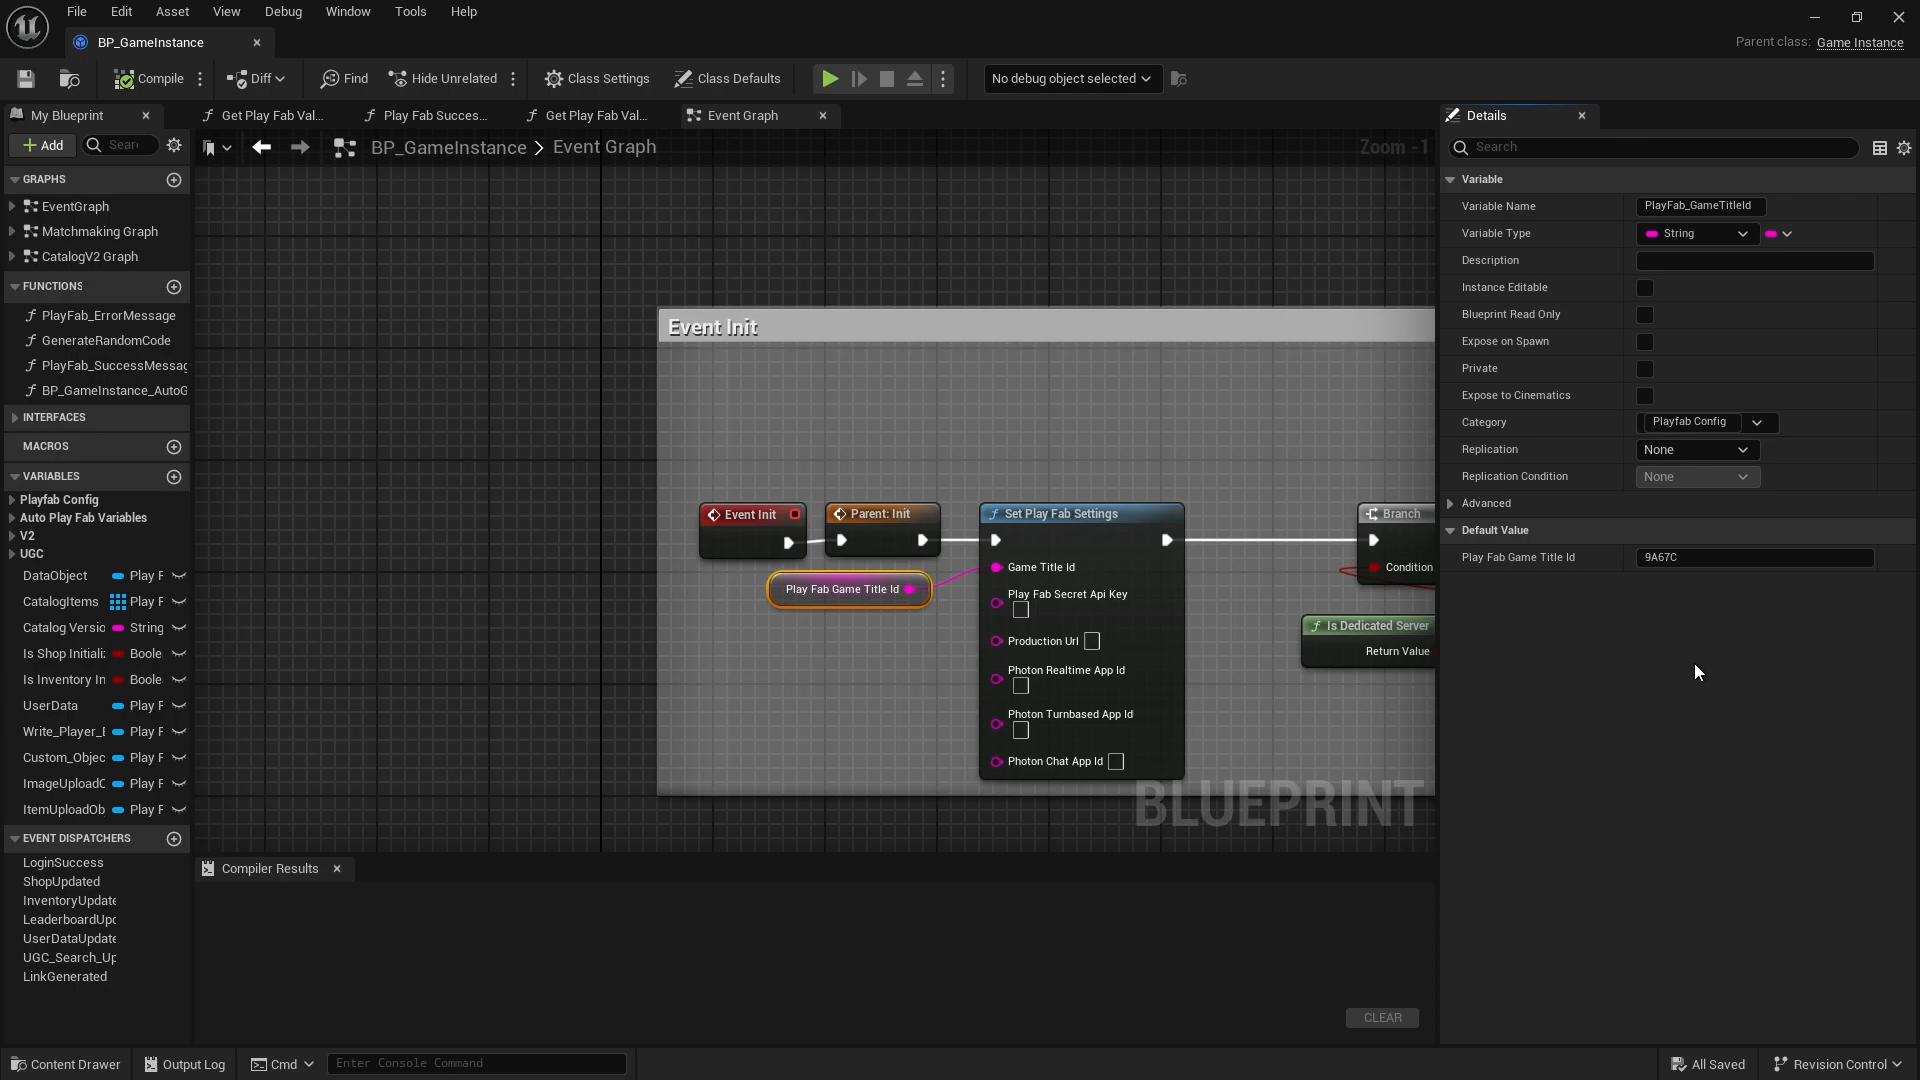 File Edit Asset View Debug Window Tools Help
BP_GameInstance
Parent class: Game Instance
Compile Diff Find Hide Unrelated Class Settings Class Defaults No debug object selected
My Blueprint
Get Play Fab Val... Play Fab Succes... Get Play Fab Val... Event Graph
Details
Add Sear
BP_GameInstance > Event Graph
Zoom -1
Search
GRAPHS
EventGraph
Matchmaking Graph
CatalogV2 Graph
FUNCTIONS
PlayFab_ErrorMessage
GenerateRandomCode
PlayFab_SuccessMessag
BP_GameInstance_AutoG
INTERFACES
MACROS
VARIABLES
Playfab Config
Auto Play Fab Variables
V2
UGC
DataObject Play F
CatalogItems Play F
Catalog Versio String
Is Shop Initiali: Boole
Is Inventory In Boole
UserData Play F
Write_Player_E Play F
Custom_Objec Play F
ImageUploadC Play F
ItemUploadOb Play F
EVENT DISPATCHERS
LoginSuccess
ShopUpdated
InventoryUpdate
LeaderboardUpd
UserDataUpdate
UGC_Search_Up
LinkGenerated
Event Init
Event Init
Parent: Init
Play Fab Game Title Id
Set Play Fab Settings
Game Title Id
Play Fab Secret Api Key
Production Url
Photon Realtime App Id
Photon Turnbased App Id
Photon Chat App Id
Branch
Condition
Is Dedicated Server
Return Value
BLUEPRINT
Compiler Results
CLEAR
Variable
Variable Name PlayFab_GameTitleId
Variable Type String
Description
Instance Editable
Blueprint Read Only
Expose on Spawn
Private
Expose to Cinematics
Category Playfab Config
Replication None
Replication Condition None
Advanced
Default Value
Play Fab Game Title Id 9A67C
Content Drawer Output Log Cmd Enter Console Command All Saved Revision Control